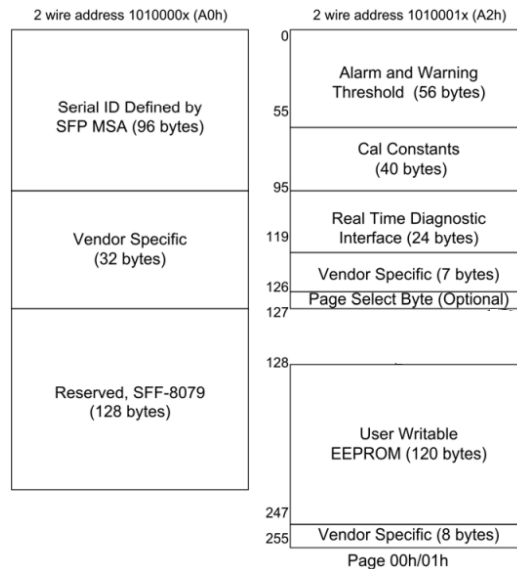 2 wire address 1010000x (A0h)
Serial ID Defined by
SFP MSA (96 bytes)
Vendor Specific
(32 bytes)
Reserved, SFF-8079
(128 bytes)
2 wire address 1010001x (A2h)
0
Alarm and Warning
Threshold (56 bytes)
55
Cal Constants
(40 bytes)
95
Real Time Diagnostic
Interface (24 bytes)
119
Vendor Specific (7 bytes)
126
Page Select Byte (Optional)
127
128
User Writable
EEPROM (120 bytes)
247
Vendor Specific (8 bytes)
255
Page 00h/01h